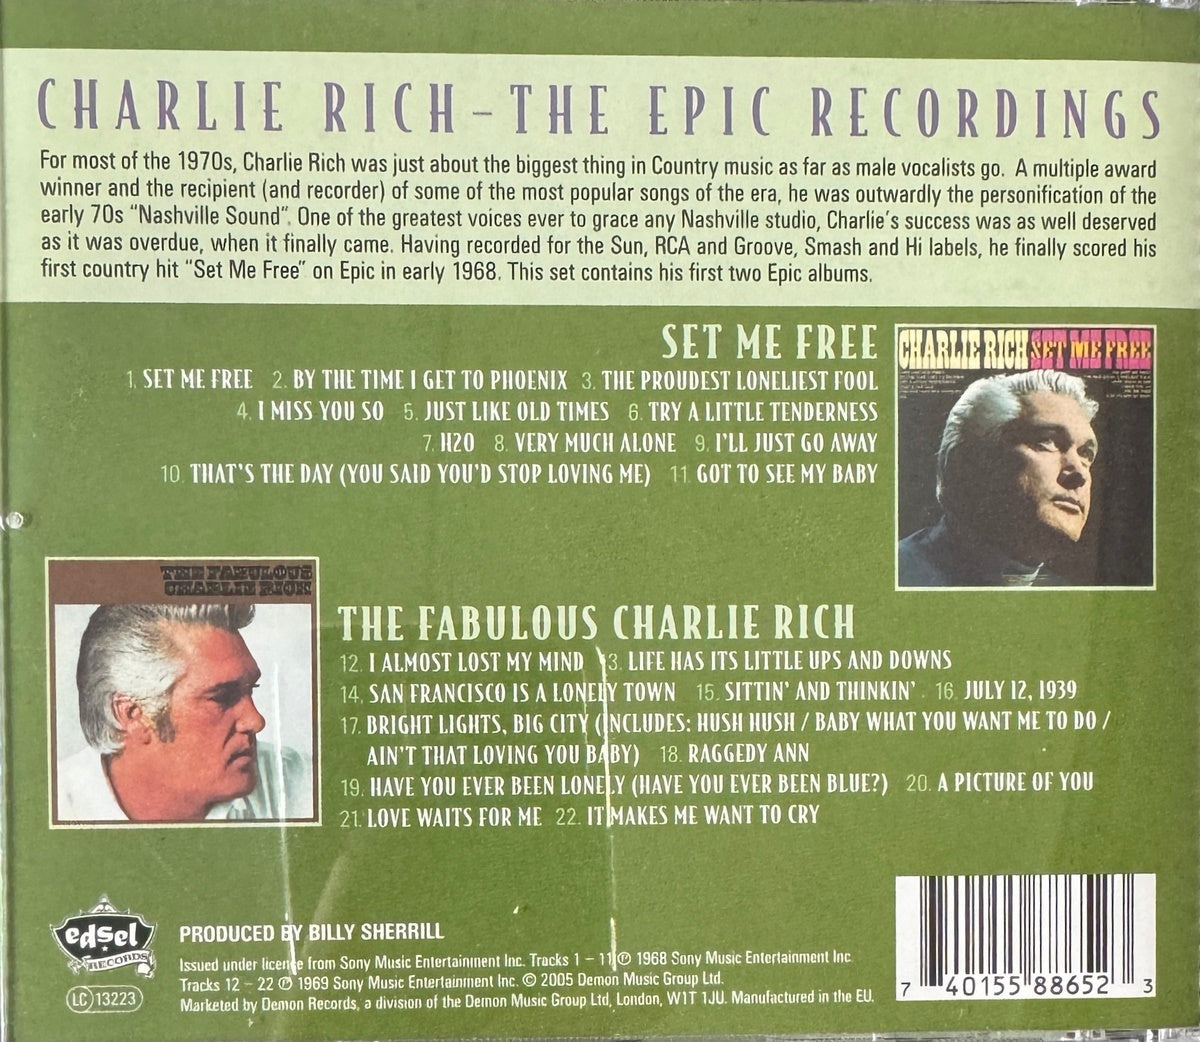 CHARLIE RICH – THE EPIC RECORDINGS
For most of the 1970s, Charlie Rich was just about the biggest thing in Country music as far as male vocalists go. A multiple award
winner and the recipient (and recorder) of some of the most popular songs of the era, he was outwardly the personification of the
early 70s “Nashville Sound”. One of the greatest voices ever to grace any Nashville studio, Charlie's success was as well deserved
as it was overdue, when it finally came. Having recorded for the Sun, RCA and Groove, Smash and Hi labels, he finally scored his
first country hit “Set Me Free” on Epic in early 1968. This set contains his first two Epic albums.
SET ME FREE
1. SET ME FREE 2. BY THE TIME I GET TO PHOENIX 3. THE PROUDEST LONELIEST FOOL
4. I MISS YOU SO 5. JUST LIKE OLD TIMES 6. TRY A LITTLE TENDERNESS
7. H2O 8. VERY MUCH ALONE 9. I'LL JUST GO AWAY
10. THAT'S THE DAY (YOU SAID YOU'D STOP LOVING ME) 11. GOT TO SEE MY BABY
CHARLIE RICH SET ME FREE
THE FABULOUS
CHARLIE RICH
THE FABULOUS CHARLIE RICH
12. I ALMOST LOST MY MIND 13. LIFE HAS ITS LITTLE UPS AND DOWNS
14. SAN FRANCISCO IS A LONELY TOWN 15. SITTIN' AND THINKIN' . 16. JULY 12, 1939
17. BRIGHT LIGHTS, BIG CITY (INCLUDES: HUSH HUSH / BABY WHAT YOU WANT ME TO DO /
AIN'T THAT LOVING YOU BABY) 18. RAGGEDY ANN
19. HAVE YOU EVER BEEN LONELY (HAVE YOU EVER BEEN BLUE?) 20. A PICTURE OF YOU
21. LOVE WAITS FOR ME 22. IT MAKES ME WANT TO CRY
edsel
RECORDS
LC 13223
PRODUCED BY BILLY SHERRILL
Issued under licence from Sony Music Entertainment Inc. Tracks 1 – 11 ℗ 1968 Sony Music Entertainment Inc
Tracks 12 – 22 ℗ 1969 Sony Music Entertainment Inc. © 2005 Demon Music Group Ltd.
Marketed by Demon Records, a division of the Demon Music Group Ltd, London, W1T 1JU. Manufactured in the EU.
7 40155 88652 3